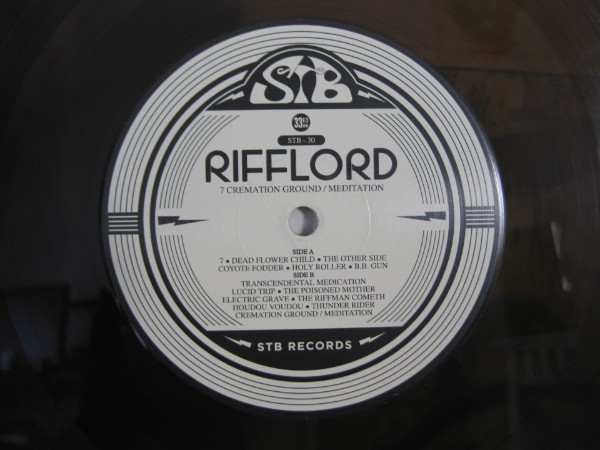 STB
33 1/3
STB - 30
RIFFLORD
7 CREMATION GROUND / MEDITATION
SIDE A
7 • DEAD FLOWER CHILD • THE OTHER SIDE
COYOTE FODDER • HOLY ROLLER • B.B. GUN
SIDE B
TRANSCENDENTAL MEDICATION
LUCID TRIP • THE POISONED MOTHER
ELECTRIC GRAVE • THE RIFFMAN COMETH
HOUDOU VOUDOU • THUNDER RIDER
CREMATION GROUND / MEDITATION
STB RECORDS